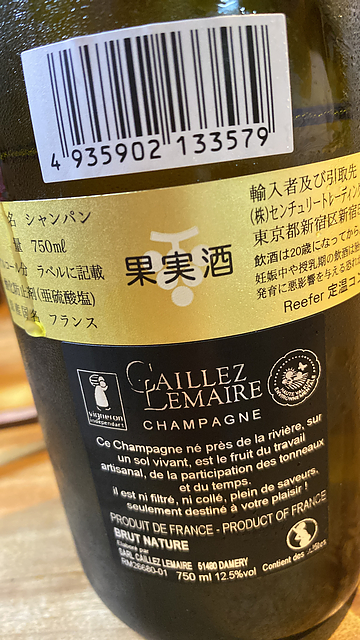 4 935902 133579
名 シャンパン
量 750mℓ
ラベルに記載
(亜硫酸塩)
名 フランス
果実酒
輸入者及び引取先
(株)センチュリートレーディ
東京都新宿区新宿
飲酒は20歳になってから
妊娠中や授乳期の飲酒は
発育に悪影響を与える
Reefer 定温コ
vigneron
indépendant
CAILLEZ
LEMAIRE
CHAMPAGNE
Ce Champagne né près de la rivière, sur
un sol vivant, est le fruit du travail
artisanal, de la participation des tonneaux
et du temps.
il est ni filtré, ni collé, plein de saveurs,
seulement destiné à votre plaisir !
PRODUIT DE FRANCE - PRODUCT OF FRANCE
BRUT NATURE
Elaboré par
SARL CAILLEZ LEMAIRE 51480 DAMERY
RM26680-01 750 ml 12.5%vol Contient des